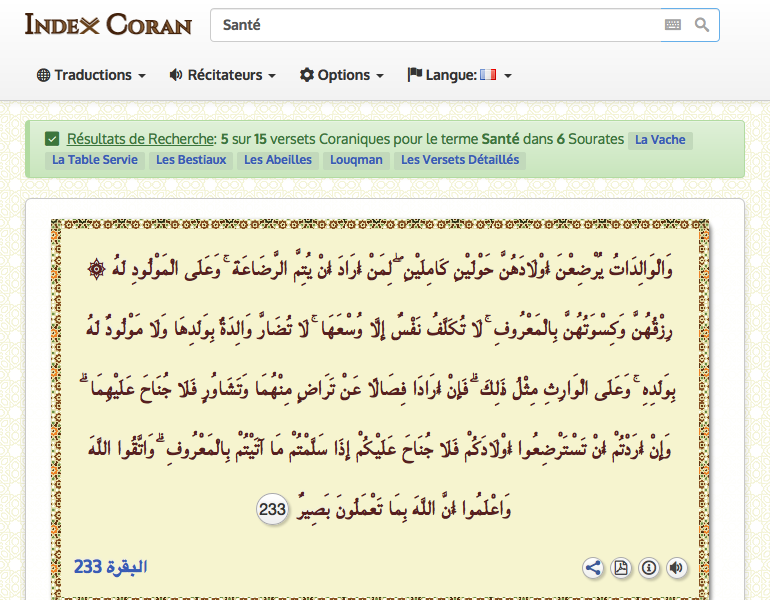 INDEX CORAN
Santé
Traductions
Récitateurs
Options
Langue:
Résultats de Recherche: 5 sur 15 versets Coraniques pour le terme Santé dans 6 Sourates La Vache
La Table Servie Les Bestiaux Les Abeilles Louqman Les Versets Détaillés
۞ وَالْوَالِدَاتُ يُرْضِعْنَ أَوْلَادَهُنَّ حَوْلَيْنِ كَامِلَيْنِ ۖ لِمَنْ أَرَادَ أَنْ يُتِمَّ الرَّضَاعَةَ ۚ وَعَلَى الْمَوْلُودِ لَهُ
رِزْقُهُنَّ وَكِسْوَتُهُنَّ بِالْمَعْرُوفِ ۚ لَا تُكَلَّفُ نَفْسٌ إِلَّا وُسْعَهَا ۚ لَا تُضَارَّ وَالِدَةٌ بِوَلَدِهَا وَلَا مَوْلُودٌ لَهُ
بِوَلَدِهِ ۚ وَعَلَى الْوَارِثِ مِثْلُ ذَٰلِكَ ۗ فَإِنْ أَرَادَا فِصَالًا عَنْ تَرَاضٍ مِنْهُمَا وَتَشَاوُرٍ فَلَا جُنَاحَ عَلَيْهِمَا ۗ
وَإِنْ أَرَدْتُمْ أَنْ تَسْتَرْضِعُوا أَوْلَادَكُمْ فَلَا جُنَاحَ عَلَيْكُمْ إِذَا سَلَّمْتُمْ مَا آتَيْتُمْ بِالْمَعْرُوفِ ۗ وَاتَّقُوا اللَّهَ
وَاعْلَمُوا أَنَّ اللَّهَ بِمَا تَعْمَلُونَ بَصِيرٌ 233
البقرة 233